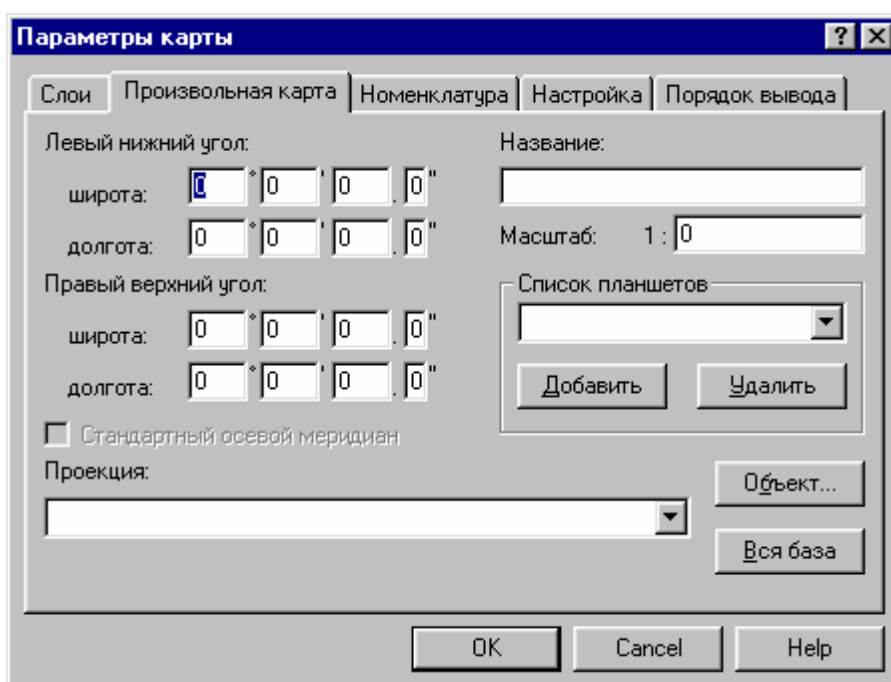 Параметры карты
Слои Произвольная карта Номенклатура Настройка Порядок вывода
Левый нижний угол: Название:
широта: 0 ° 0 ' 0 . 0 "
долгота: 0 ° 0 ' 0 . 0 " Масштаб: 1 : 0
Правый верхний угол: Список планшетов
широта: 0 ° 0 ' 0 . 0 "
долгота: 0 ° 0 ' 0 . 0 " Добавить Удалить
Стандартный осевой меридиан
Проекция: Объект...
Вся база
OK Cancel Help